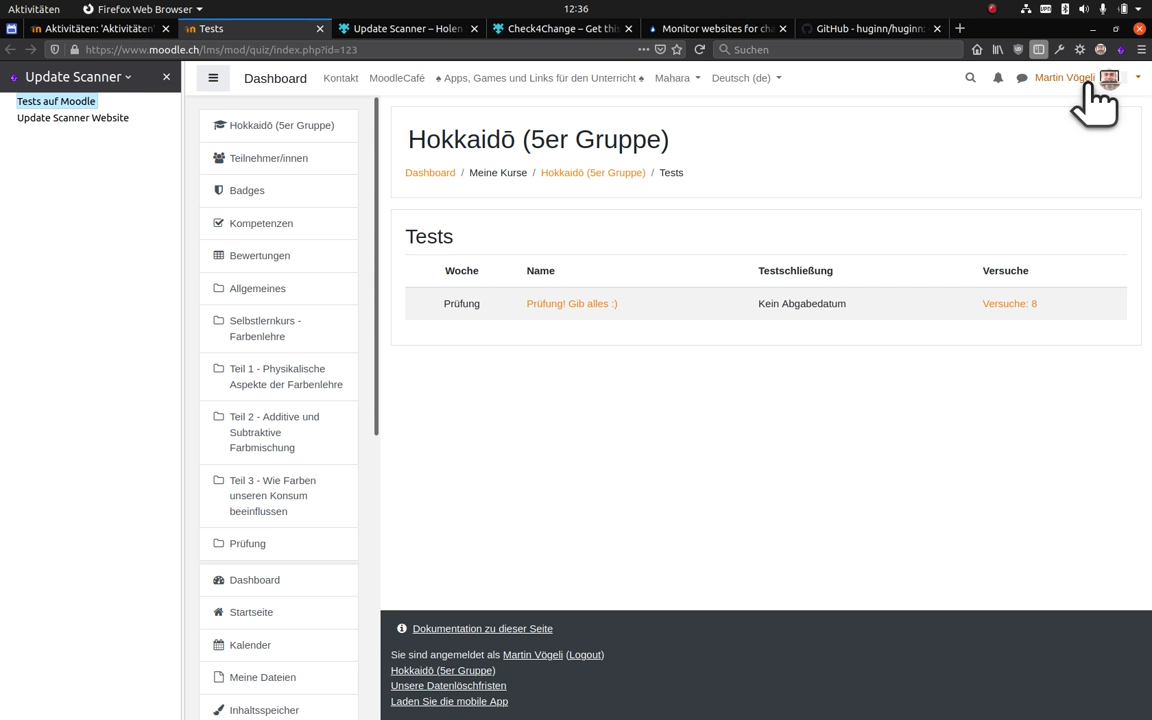 Aktivitäten
Firefox Web Browser
12:36
Aktivitäten: 'Aktivitäten'
Tests
Update Scanner – Holen
Check4Change – Get this
Monitor websites for cha
GitHub - huginn/huginn:
https://www.moodle.ch/lms/mod/quiz/index.php?id=123
Suchen
Update Scanner
Tests auf Moodle
Update Scanner Website
Dashboard
Kontakt
MoodleCafé
♠ Apps, Games und Links für den Unterricht ♠
Mahara
Deutsch (de)
Martin Vögeli
Hokkaidō (5er Gruppe)
Teilnehmer/innen
Badges
Kompetenzen
Bewertungen
Allgemeines
Selbstlernkurs -
Farbenlehre
Teil 1 - Physikalische
Aspekte der Farbenlehre
Teil 2 - Additive und
Subtraktive
Farbmischung
Teil 3 - Wie Farben
unseren Konsum
beeinflussen
Prüfung
Dashboard
Startseite
Kalender
Meine Dateien
Inhaltsspeicher
Hokkaidō (5er Gruppe)
Dashboard / Meine Kurse / Hokkaidō (5er Gruppe) / Tests
Tests
Woche Name Testschließung Versuche
Prüfung Prüfung! Gib alles :) Kein Abgabedatum Versuche: 8
Dokumentation zu dieser Seite
Sie sind angemeldet als Martin Vögeli (Logout)
Hokkaidō (5er Gruppe)
Unsere Datenlöschfristen
Laden Sie die mobile App